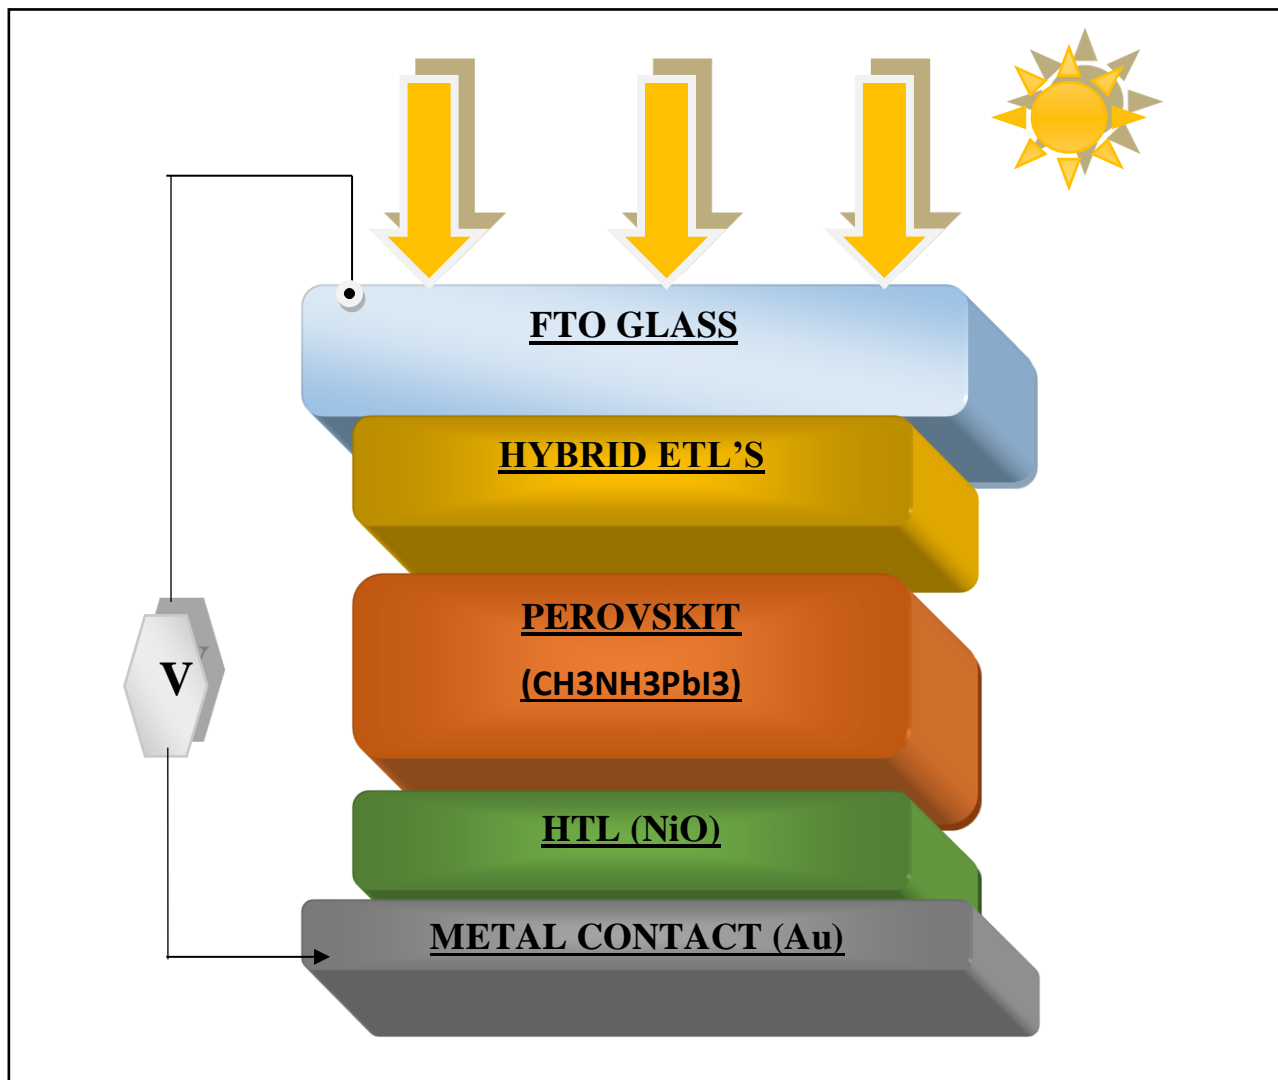 FTO GLASS
HYBRID ETL’S
PEROVSKIT
(CH3NH3PbI3)
V
HTL (NiO)
METAL CONTACT (Au)